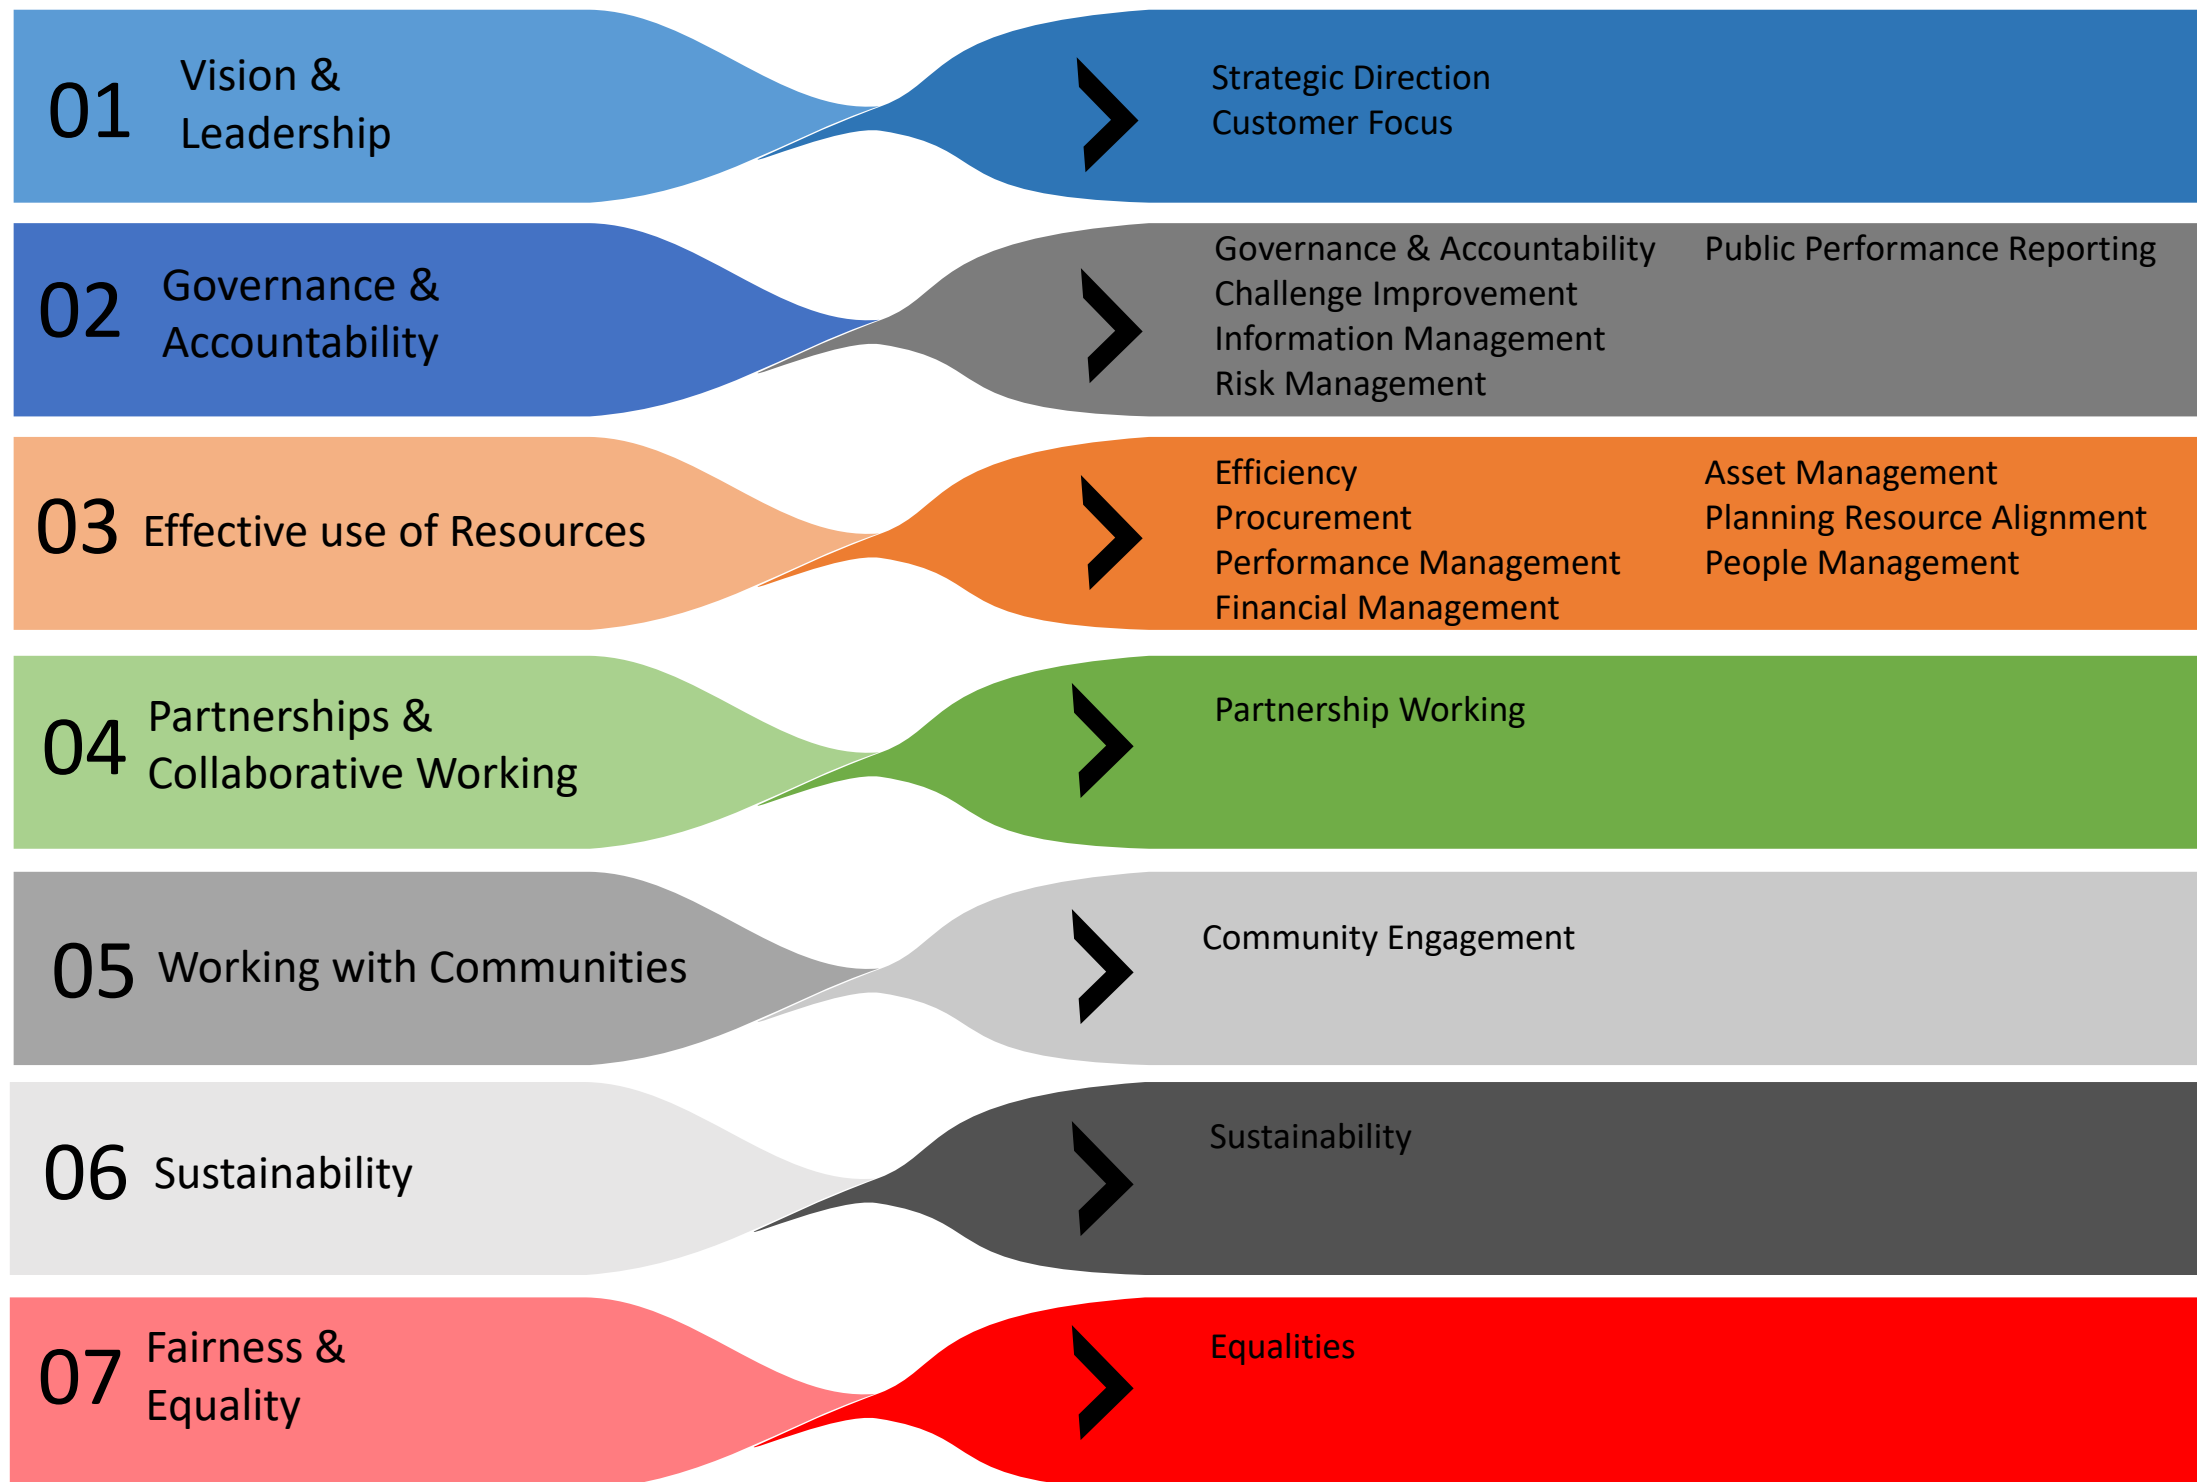 01
Vision &
Leadership
Strategic Direction
Customer Focus
02
Governance &
Accountability
Governance & Accountability
Challenge Improvement
Information Management
Risk Management
Public Performance Reporting
03
Effective use of Resources
Efficiency
Procurement
Performance Management
Financial Management
Asset Management
Planning Resource Alignment
People Management
04
Partnerships &
Collaborative Working
Partnership Working
05
Working with Communities
Community Engagement
06
Sustainability
Sustainability
07
Fairness &
Equality
Equalities